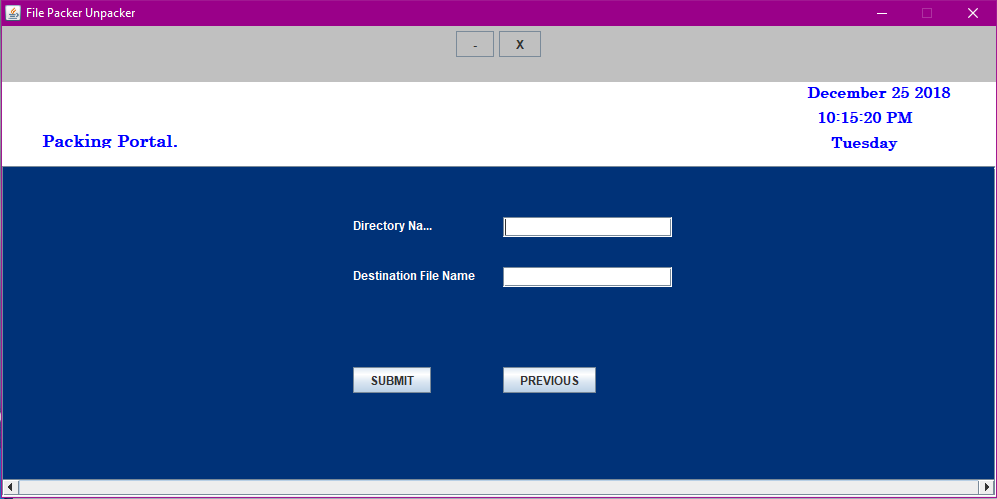 File Packer Unpacker
- X
December 25 2018
10:15:20 PM
Packing Portal.
Tuesday
Directory Na...
Destination File Name
SUBMIT PREVIOUS